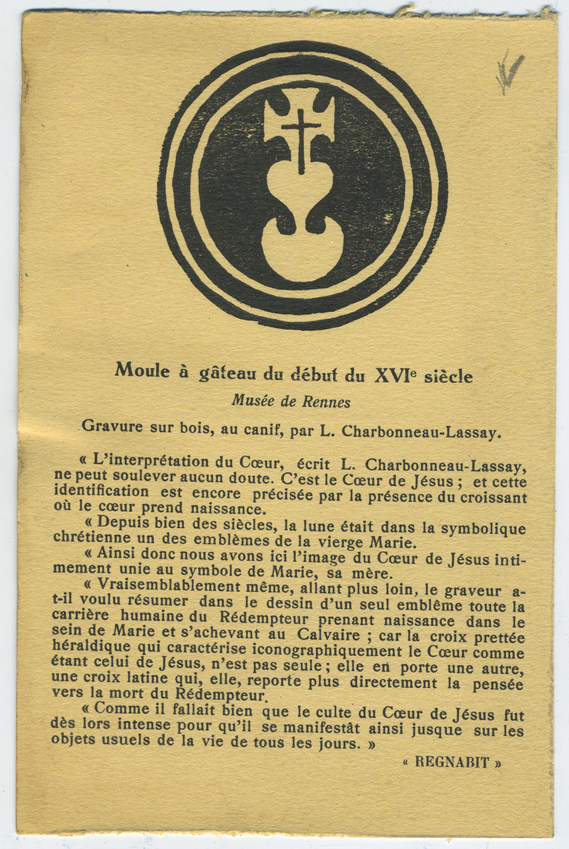 Moule à gâteau du début du XVIe siècle
Musée de Rennes
Gravure sur bois, au canif, par L. Charbonneau-Lassay.
« L'interprétation du Cœur, écrit L. Charbonneau-Lassay,
ne peut soulever aucun doute. C'est le Cœur de Jésus ; et cette
identification est encore précisée par la présence du croissant
où le cœur prend naissance.
« Depuis bien des siècles, la lune était dans la symbolique
chrétienne un des emblèmes de la vierge Marie.
« Ainsi donc nous avons ici l'image du Cœur de Jésus inti-
mement unie au symbole de Marie, sa mère.
« Vraisemblablement même, allant plus loin, le graveur a-
t-il voulu résumer dans le dessin d'un seul emblême toute la
carrière humaine du Rédempteur prenant naissance dans le
sein de Marie et s'achevant au Calvaire ; car la croix prettée
héraldique qui caractérise iconographiquement le Cœur comme
étant celui de Jésus, n'est pas seule ; elle en porte une autre,
une croix latine qui, elle, reporte plus directement la pensée
vers la mort du Rédempteur.
« Comme il fallait bien que le culte du Cœur de Jésus fut
dès lors intense pour qu'il se manifestât ainsi jusque sur les
objets usuels de la vie de tous les jours. »
« REGNABIT »